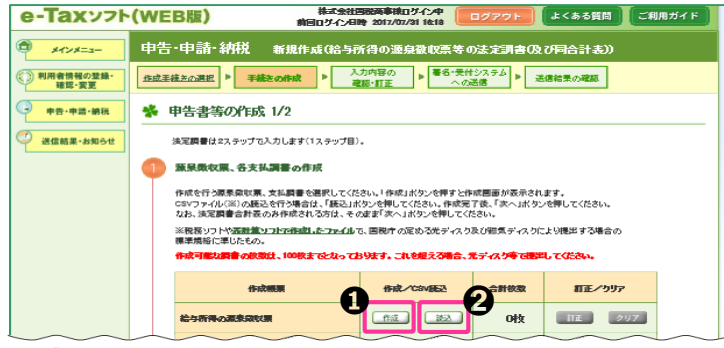 e-Taxソフト(WEB版)
株式会社国税商事様ログイン中
前回ログイン日時 2017/07/31 16:18
ログアウト
よくある質問
ご利用ガイド
メインメニュー
利用者情報の登録・
確認・変更
申告・申請・納税
送信結果・お知らせ
申告・申請・納税 新規作成(給与所得の源泉徴収票等の法定調書(及び同合計表))
作成手続きの選択
手続きの作成
入力内容の
確認・訂正
署名・受付システム
への送信
送信結果の確認
申告書等の作成 1/2
法定調書は2ステップで入力します(1ステップ目)。
1 源泉徴収票、各支払調書の作成
作成を行う源泉徴収票、支払調書を選択してください。「作成」ボタンを押すと作成画面が表示されます。
CSVファイル(※)の読込を行う場合は、「読込」ボタンを押してください。作成完了後、「次へ」ボタンを押してください。
なお、法定調書合計表のみ作成される方は、そのまま「次へ」ボタンを押してください。
※税務ソフトや表計算ソフトで作成したファイルで、国税庁の定める光ディスク及び磁気ディスクにより提出する場合の
標準規格に準じたもの。
作成可能な調書の枚数は、100枚までとなっております。これを超える場合、光ディスク等で提出してください。
作成帳票
作成/CSV読込
合計枚数
訂正/クリア
1
2
給与所得の源泉徴収票
作成
読込
0枚
訂正
クリア